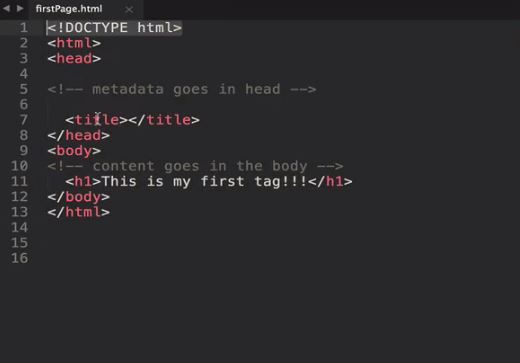 firstPage.html ×
1 <!DOCTYPE html>
2 <html>
3 <head>
4
5 <!-- metadata goes in head -->
6
7 <title></title>
8 </head>
9 <body>
10 <!-- content goes in the body -->
11 <h1>This is my first tag!!!</h1>
12 </body>
13 </html>
14
15
16